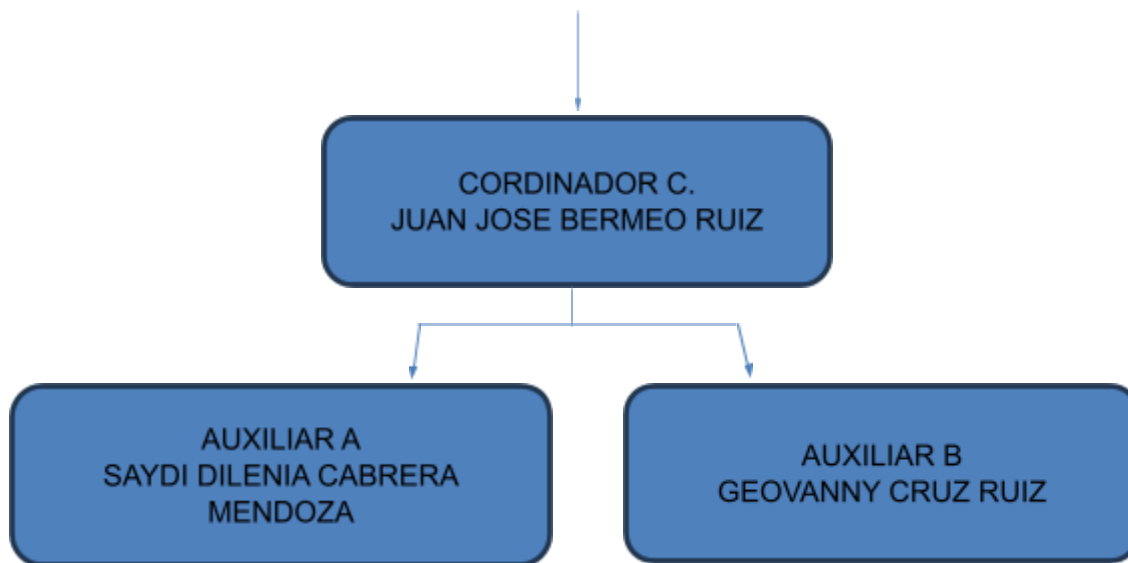 CORDINADOR C.
JUAN JOSE BERMEO RUIZ
AUXILIAR A
SAYDI DILENIA CABRERA
MENDOZA
AUXILIAR B
GEOVANNY CRUZ RUIZ